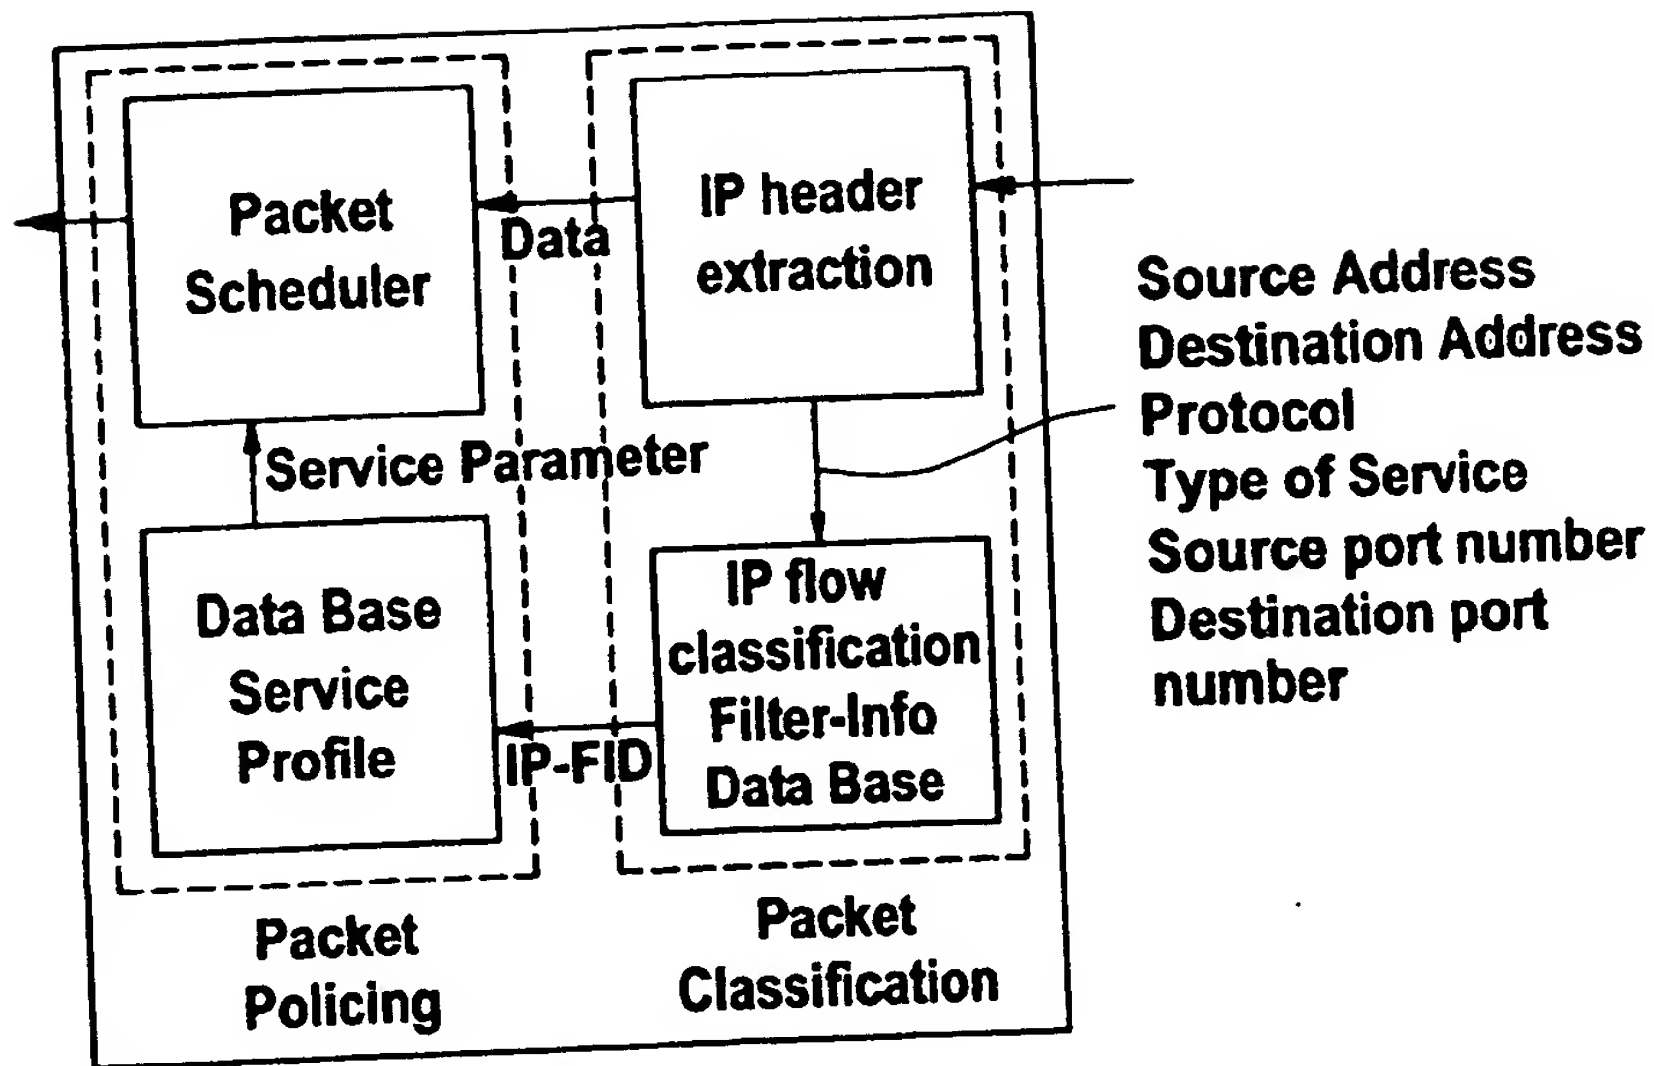 Packet
Scheduler
Data
IP header
extraction
Source Address
Destination Address
Protocol
Type of Service
Source port number
Destination port
number
Service Parameter
Data Base
Service
Profile
IP-FID
IP flow
classification
Filter-Info
Data Base
Packet
Policing
Packet
Classification